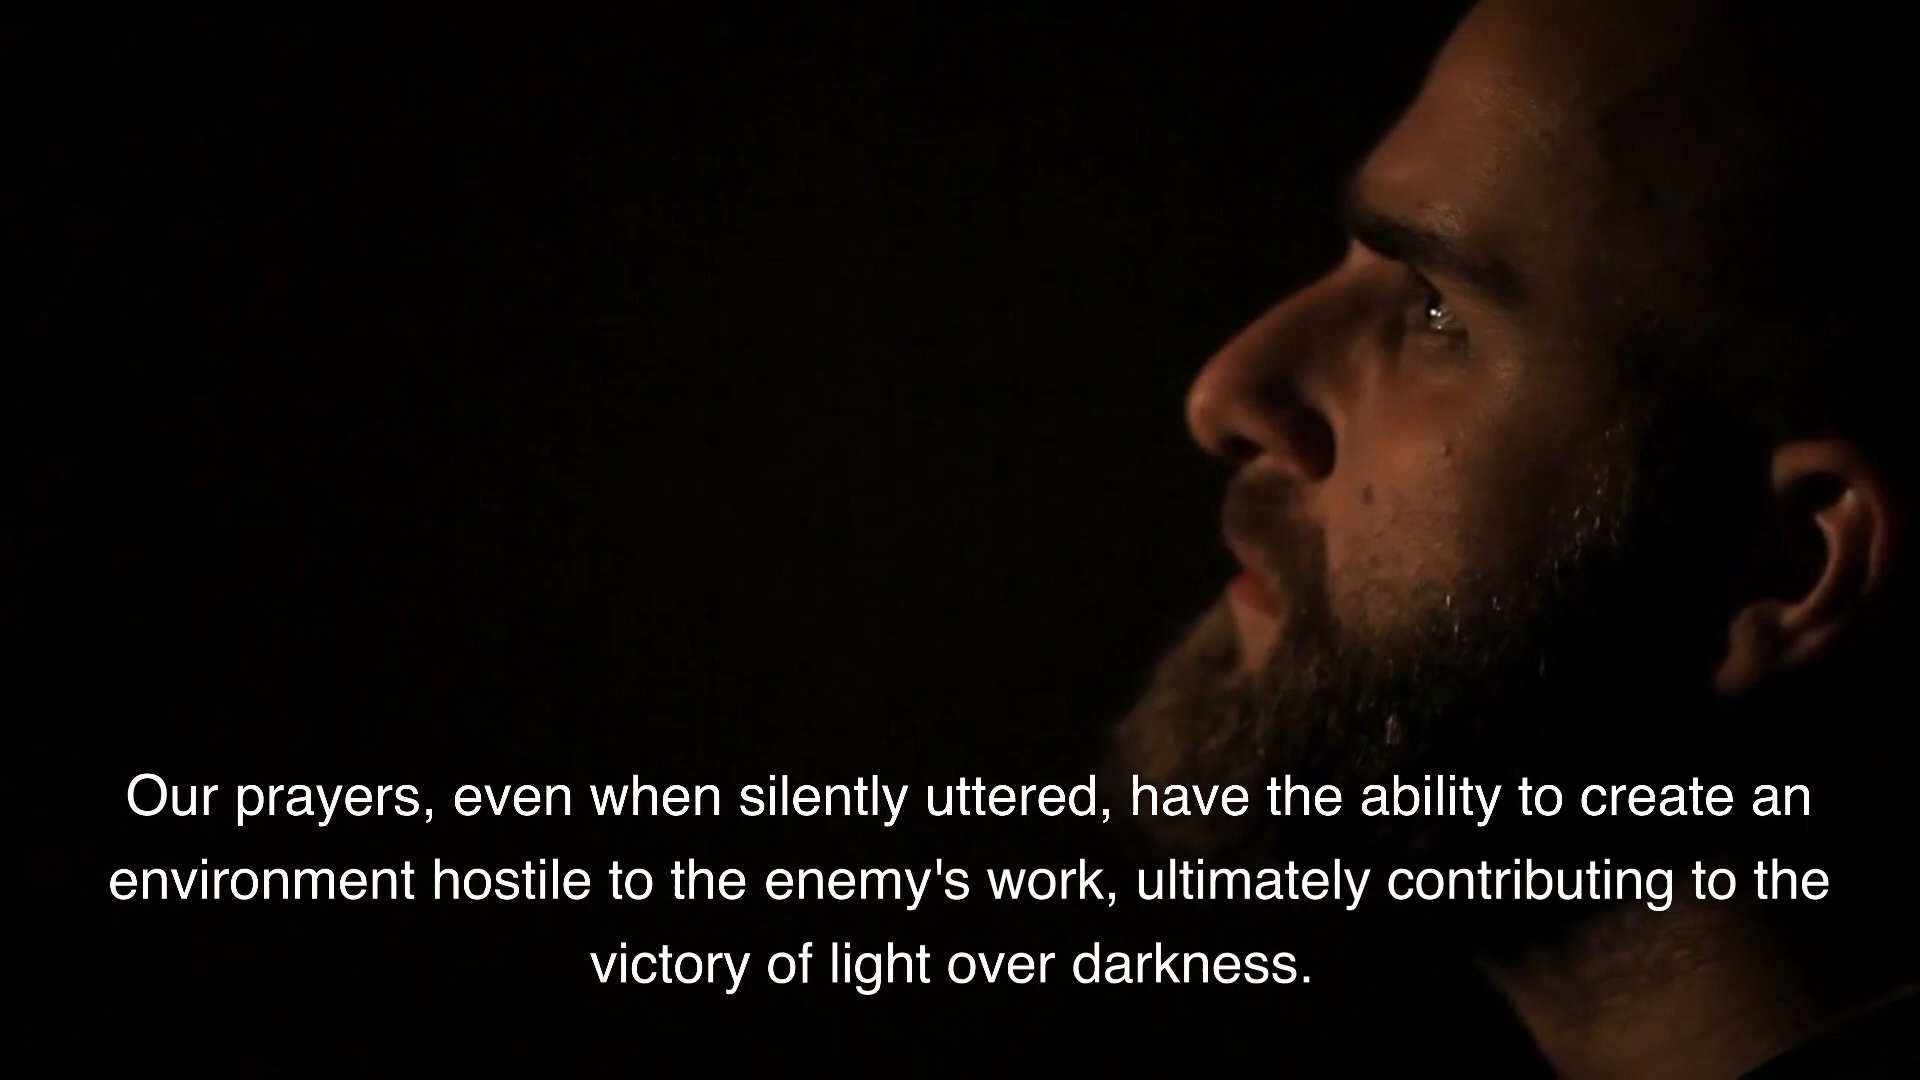 Our prayers, even when silently uttered, have the ability to create an
environment hostile to the enemy's work, ultimately contributing to the
victory of light over darkness.